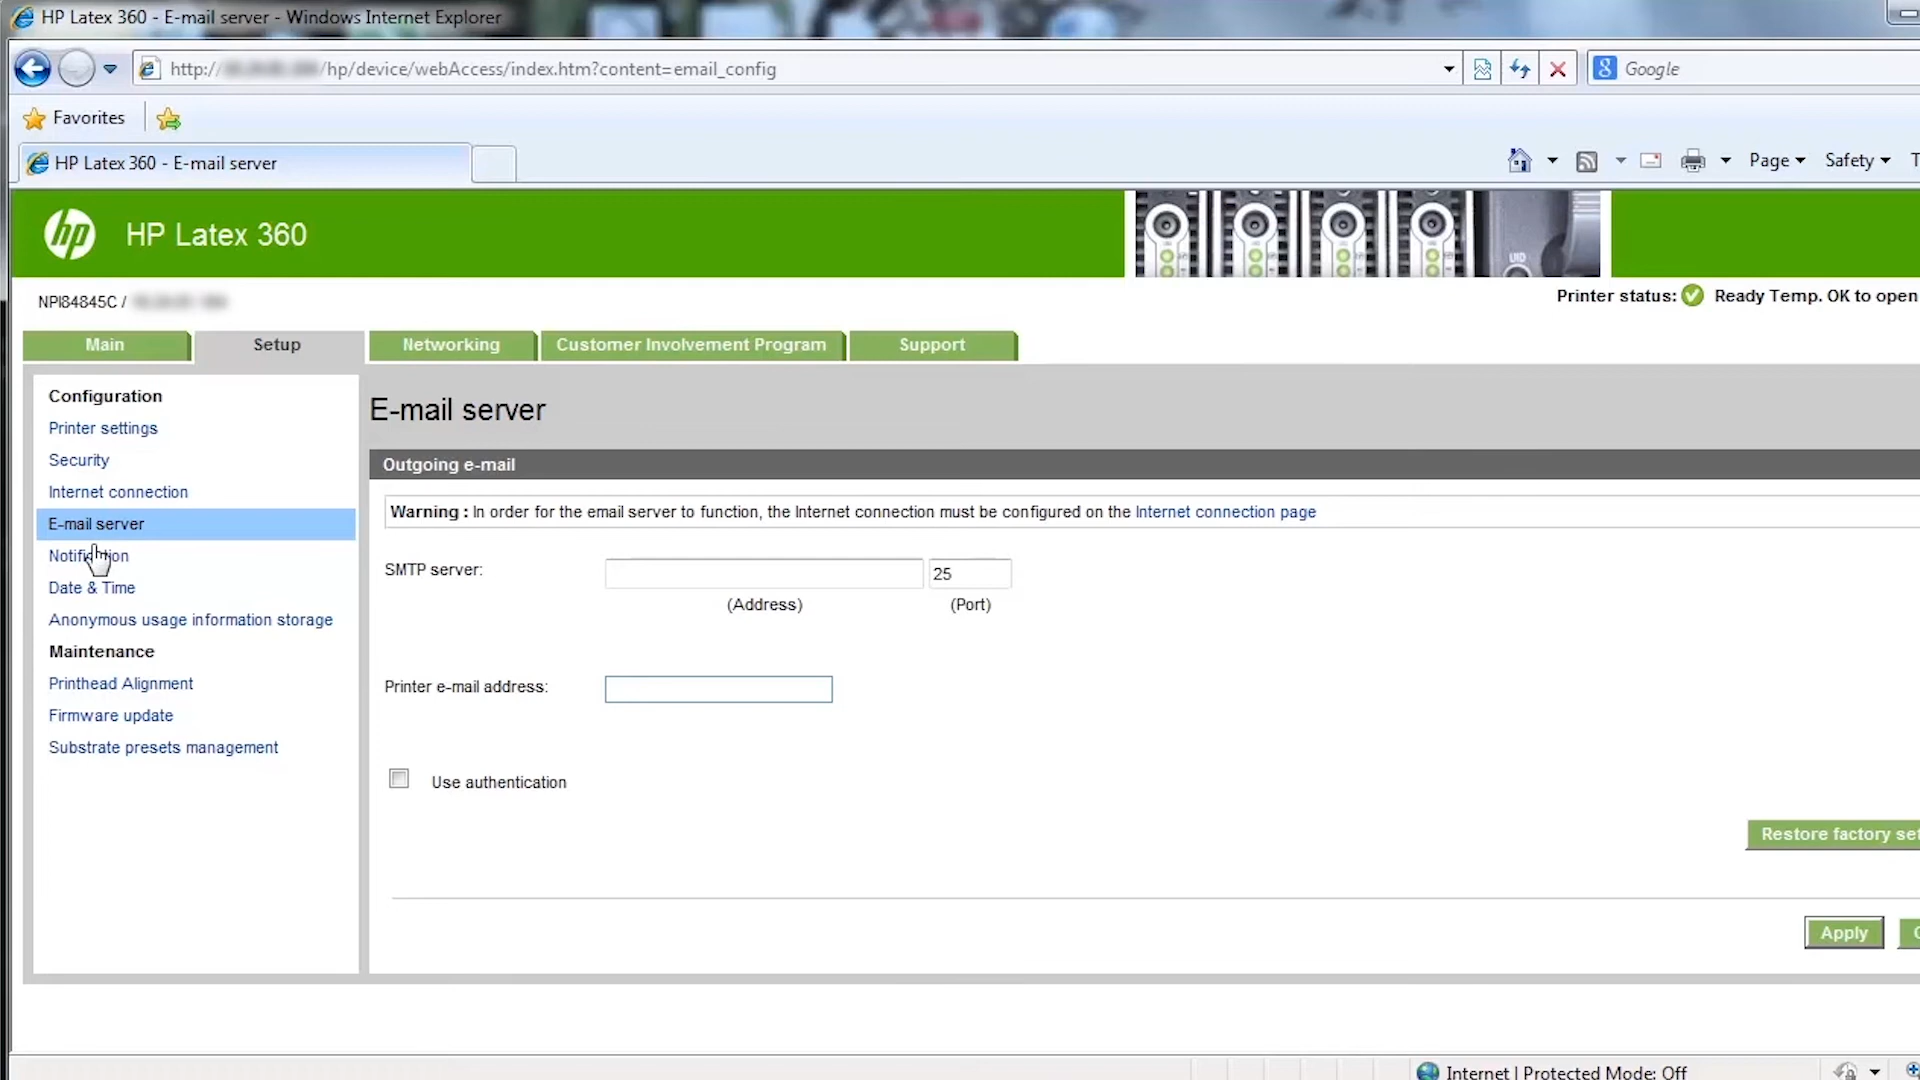 HP Latex 360 - E-mail server - Windows Internet Explorer
http:// /hp/device/webAccess/index.htm?content=email_config
Google
Favorites
HP Latex 360 - E-mail server
Page Safety
hp HP Latex 360
UID
NPI84845C /
Printer status: Ready Temp. OK to open
Main Setup Networking Customer Involvement Program Support
Configuration
Printer settings
Security
Internet connection
E-mail server
Notification
Date & Time
Anonymous usage information storage
Maintenance
Printhead Alignment
Firmware update
Substrate presets management
E-mail server
Outgoing e-mail
Warning : In order for the email server to function, the Internet connection must be configured on the Internet connection page
SMTP server: 25
(Address) (Port)
Printer e-mail address:
Use authentication
Restore factory set
Apply
Internet | Protected Mode: Off